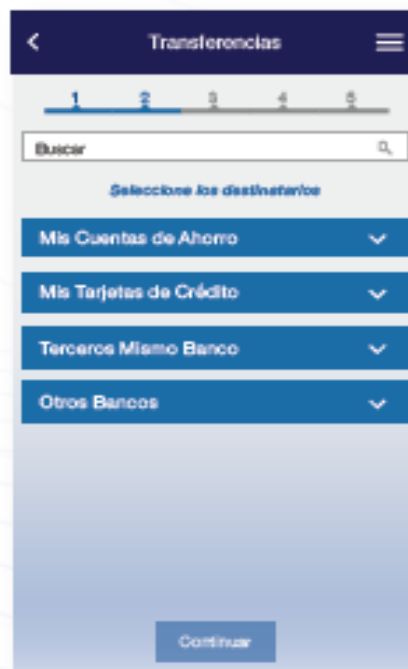 Transferencias
1 2 3 4 5
Buscar
Seleccione los destinatarios
Mis Cuentas de Ahorro
Mis Tarjetas de Crédito
Terceros Mismo Banco
Otros Bancos
Continuar